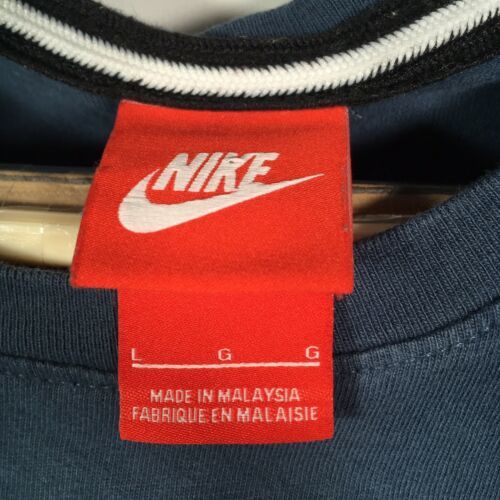 NIKE
L G G
MADE IN MALAYSIA
FABRIQUE EN MALAISIE